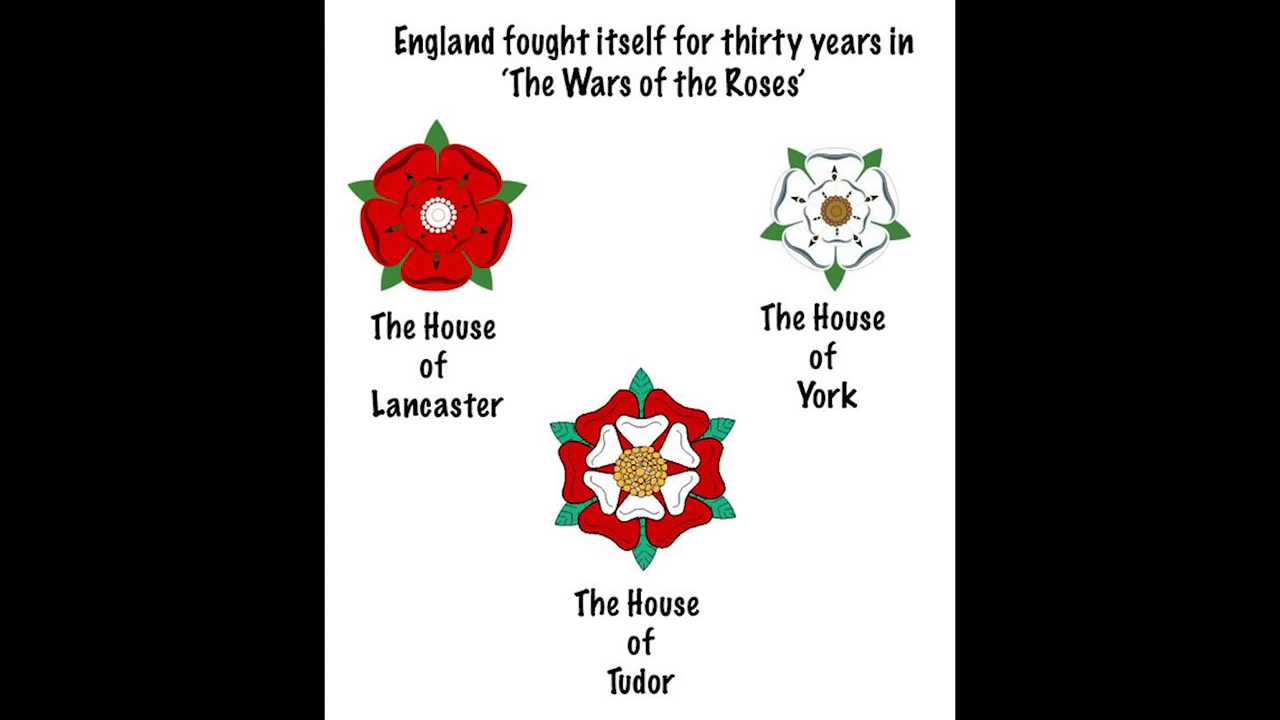 England fought itself for thirty years in
‘The Wars of the Roses’
The House
of
Lancaster
The House
of
York
The House
of
Tudor